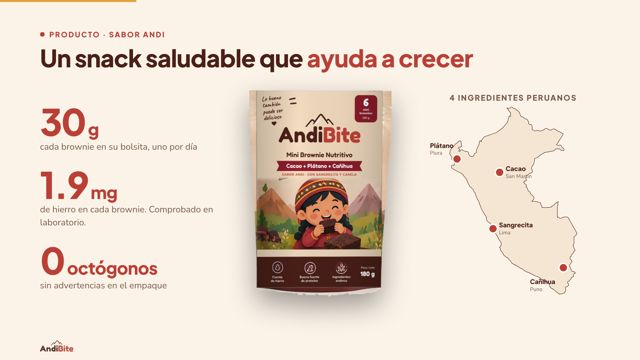 PRODUCTO · SABOR ANDI
Un snack saludable que ayuda a crecer
30 g
cada brownie en su bolsita, uno por día
1.9 mg
de hierro en cada brownie. Comprobado en
laboratorio.
0 octógonos
sin advertencias en el empaque
Lo bueno
también
puede ser
delicioso
6
AndiBite
Mini Brownie Nutritivo
Cacao + Plátano + Cañihua
SABOR ANDI · CON SANGRECITA Y CANELA
180 g
4 INGREDIENTES PERUANOS
Plátano
Piura
Cacao
San Martín
Sangrecita
Lima
Cañihua
Puno
AndiBite